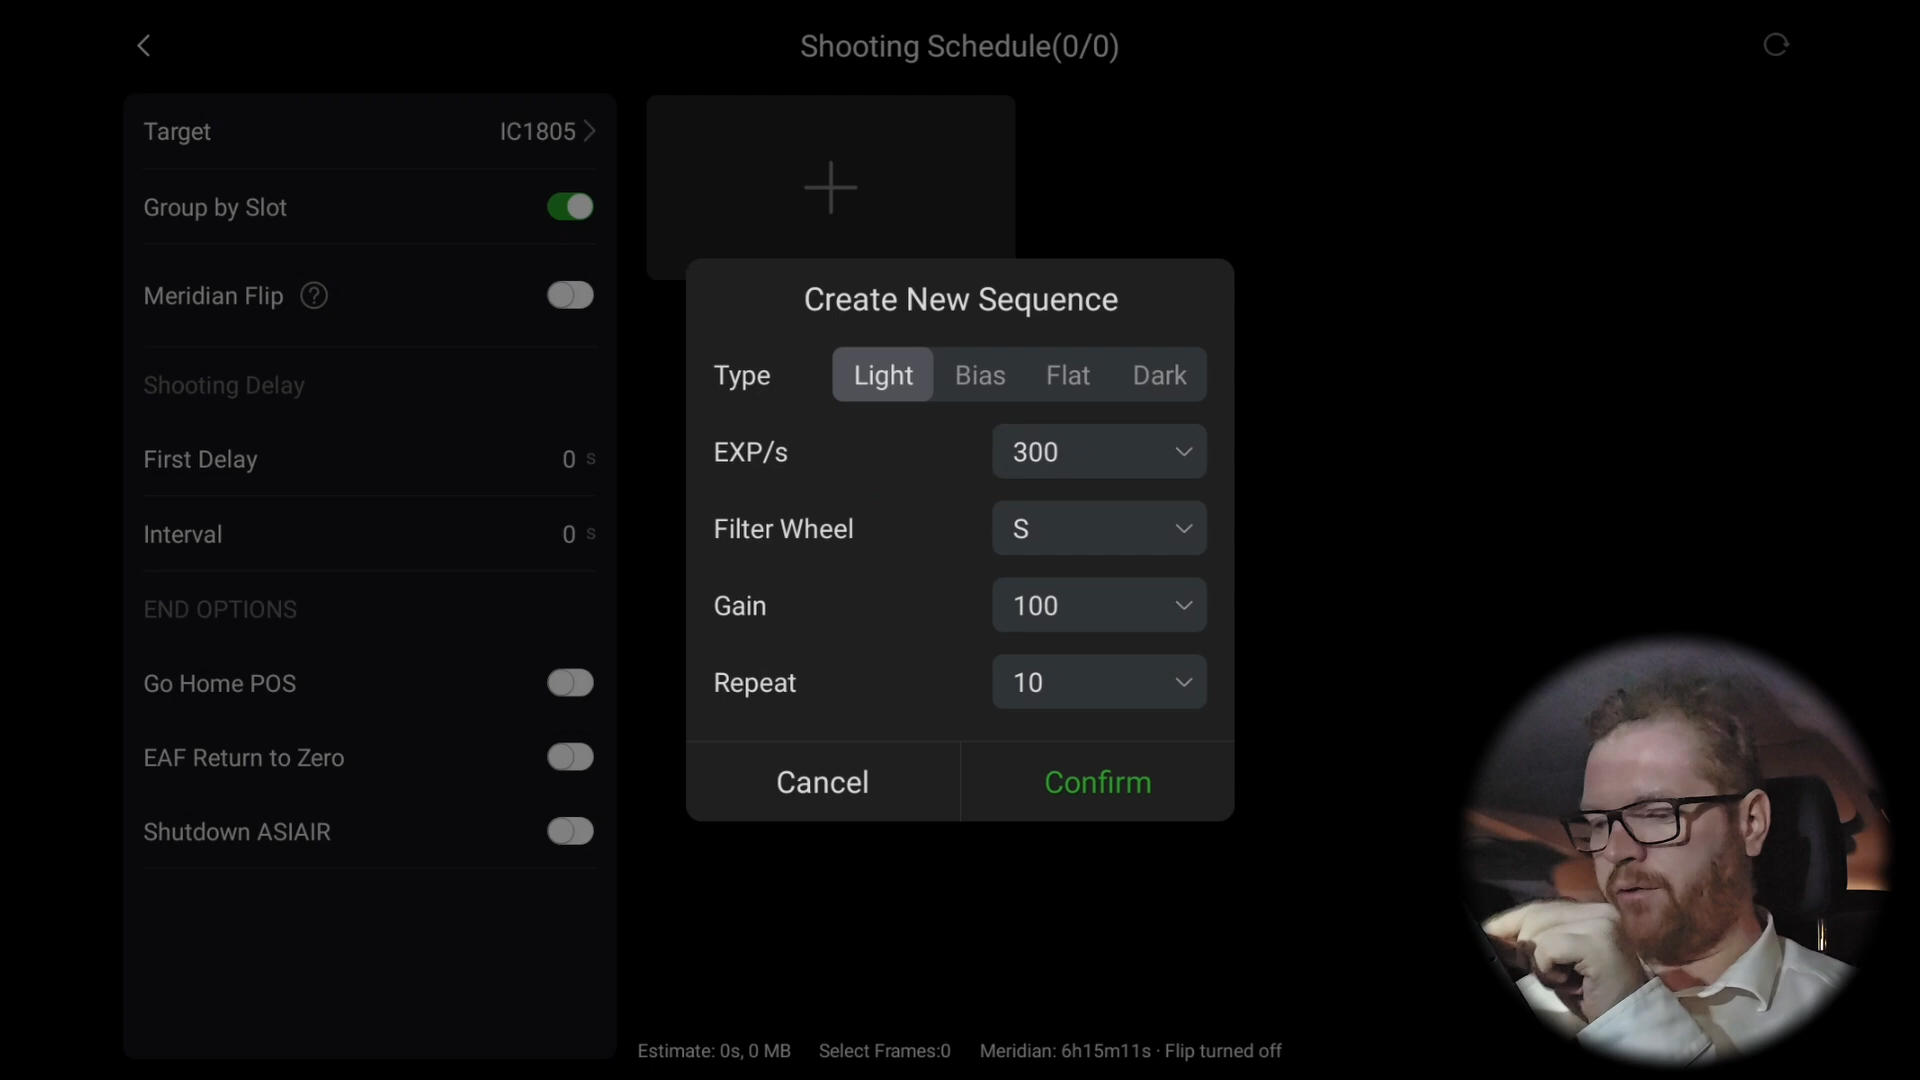 Shooting Schedule(0/0)
Target IC1805
Group by Slot
Meridian Flip ?
Shooting Delay
First Delay 0 s
Interval 0 s
END OPTIONS
Go Home POS
EAF Return to Zero
Shutdown ASIAIR
Create New Sequence
Type Light Bias Flat Dark
EXP/s 300
Filter Wheel S
Gain 100
Repeat 10
Cancel Confirm
Estimate: 0s, 0 MB Select Frames:0 Meridian: 6h15m11s · Flip turned off